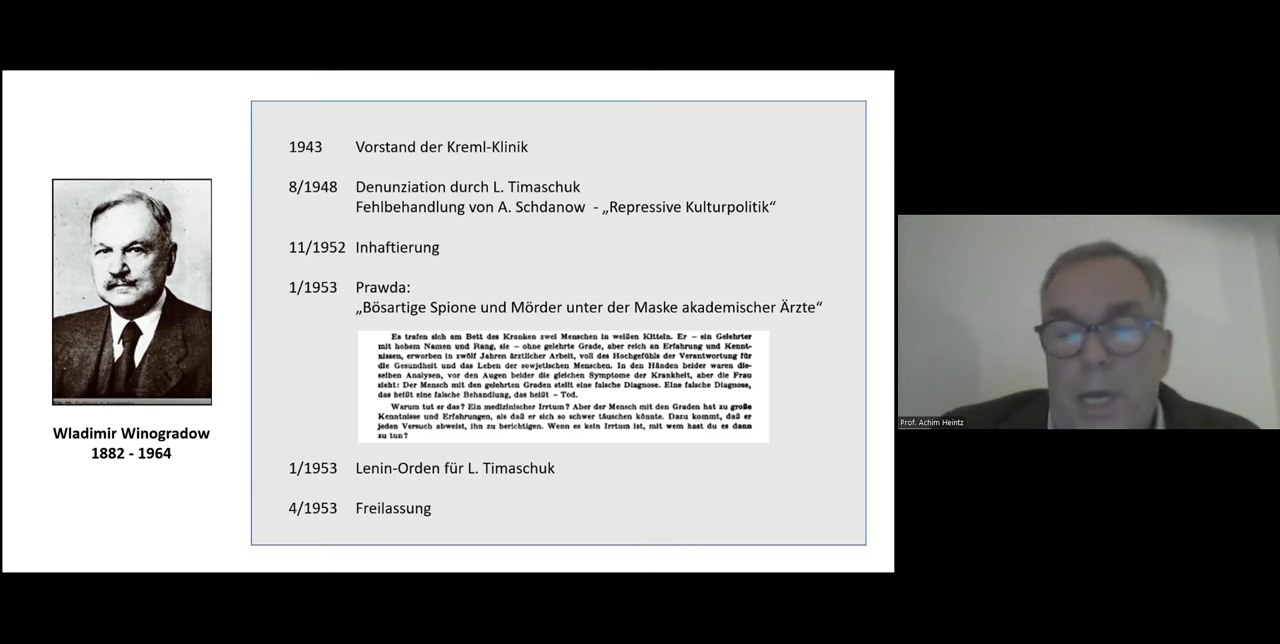 1943 Vorstand der Kreml-Klinik
8/1948 Denunziation durch L. Timaschuk
Fehlbehandlung von A. Schdanow - „Repressive Kulturpolitik“
11/1952 Inhaftierung
1/1953 Prawda:
„Bösartige Spione und Mörder unter der Maske akademischer Ärzte“
Es trafen sich am Bett des Kranken zwei Menschen in weißen Kitteln. Er – ein Gelehrter
mit hohem Namen und Rang, sie – ohne gelehrte Grade, aber reich an Erfahrung und Kennt-
nissen, erworben in zwölf Jahren ärztlicher Arbeit, voll des Hochgefühls der Verantwortung für
die Gesundheit und das Leben der sowjetischen Menschen. In den Händen beider waren die-
selben Analysen, vor den Augen beider die gleichen Symptome der Krankheit, aber die Frau
sieht: Der Mensch mit den gelehrten Graden stellt eine falsche Diagnose. Eine falsche Diagnose,
das heißt eine falsche Behandlung, das heißt – Tod.
Warum tut er das? Ein medizinischer Irrtum? Aber der Mensch mit den Graden hat zu große
Kenntnisse und Erfahrungen, als daß er sich so schwer täuschen könnte. Dazu kommt, daß er
jeden Versuch abweist, ihn zu berichtigen. Wenn es kein Irrtum ist, mit wem hast du es dann
zu tun?
1/1953 Lenin-Orden für L. Timaschuk
4/1953 Freilassung
Wladimir Winogradow
1882 - 1964
Prof. Achim Heintz